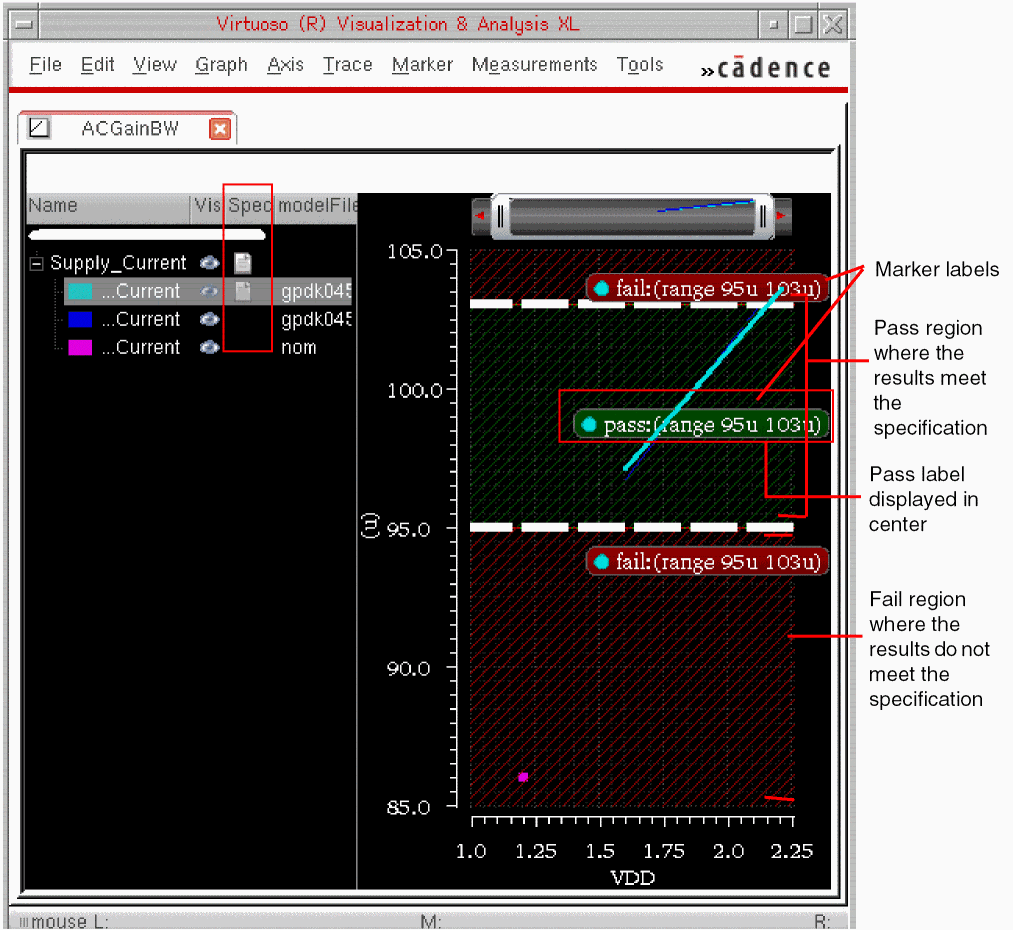 Virtuoso (R) Visualization & Analysis XL
File Edit View Graph Axis Trace Marker Measurements Tools
»cādence
ACGainBW
Name Vis Spec modelFile
Supply_Current
...Current gpdk045
...Current gpdk045
...Current nom
105.0
fail:(range 95u 103u)
100.0
pass:(range 95u 103u)
(u)
95.0
fail:(range 95u 103u)
90.0
85.0
1.0 1.25 1.5 1.75 2.0 2.25
VDD
Marker labels
Pass region
where the
results meet
the
specification
Pass label
displayed in
center
Fail region
where the
results do not
meet the
specification
mouse L: M: R: